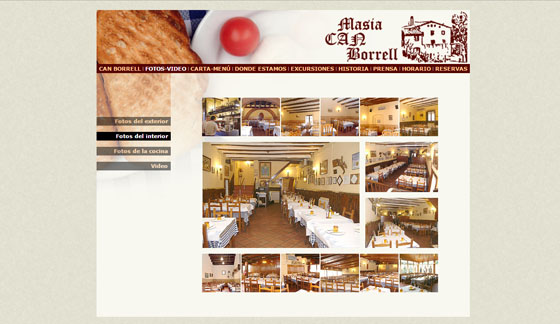 Masia
CAN
Borrell
CAN BORRELL | FOTOS-VIDEO | CARTA-MENÚ | DONDE ESTAMOS | EXCURSIONES | HISTORIA | PRENSA | HORARIO | RESERVAS
Fotos del exterior
Fotos del interior
Fotos de la cocina
Video